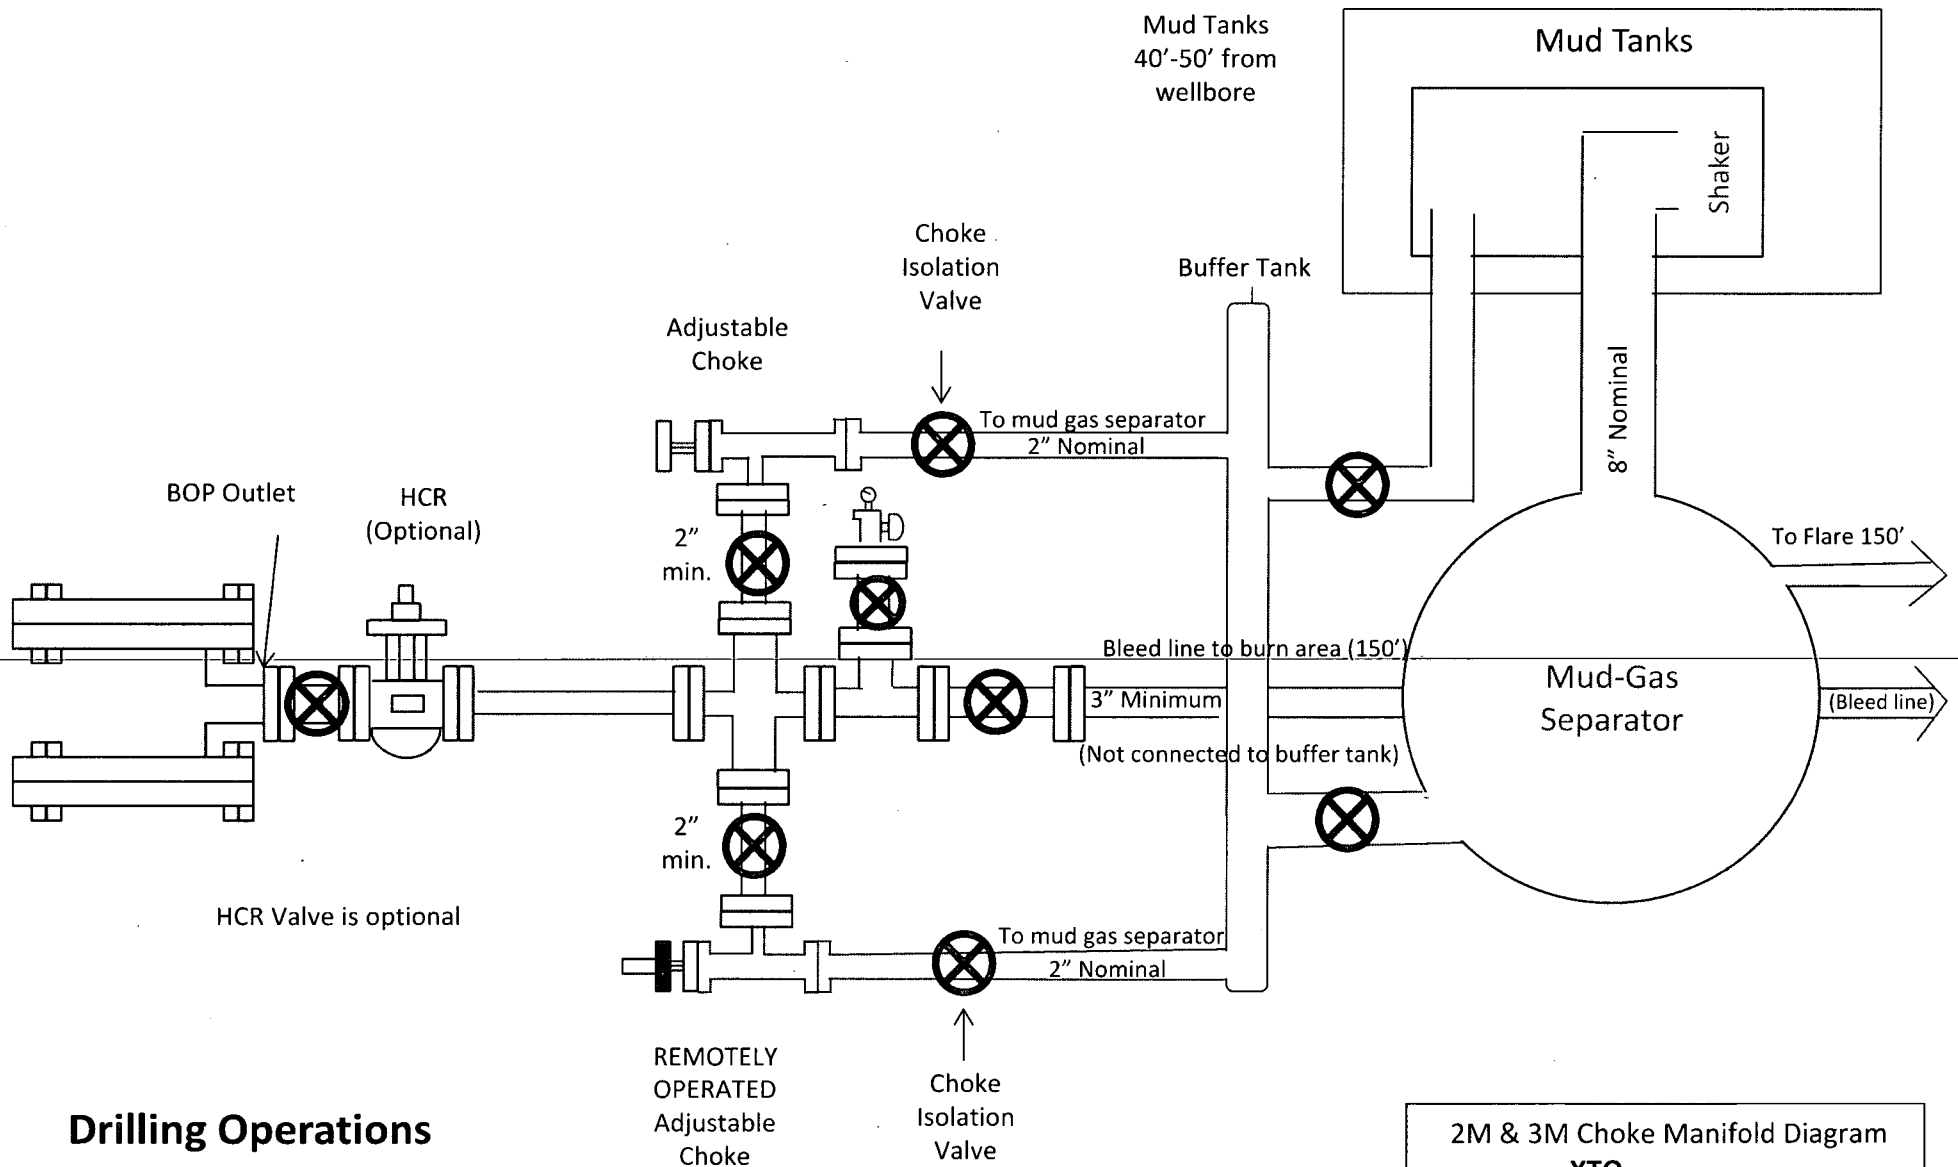 Mud Tanks
40'-50' from
wellbore
Mud Tanks
Shaker
Choke
Isolation
Valve
Buffer Tank
Adjustable
Choke
8" Nominal
To mud gas separator
2" Nominal
BOP Outlet
HCR
(Optional)
2"
min.
To Flare 150'
Bleed line to burn area (150')
Mud-Gas
Separator
3" Minimum
(Bleed line)
(Not connected to buffer tank)
2"
min.
HCR Valve is optional
To mud gas separator
2" Nominal
REMOTELY
OPERATED
Adjustable
Choke
Choke
Isolation
Valve
Drilling Operations
2M & 3M Choke Manifold Diagram
XTO